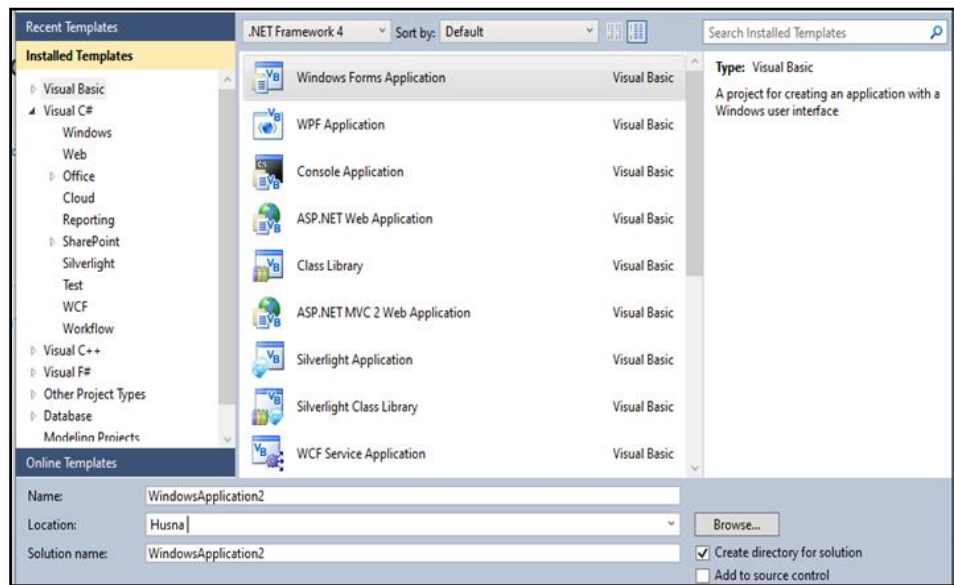 Recent Templates
Installed Templates
Visual Basic
Visual C#
Windows
Web
Office
Cloud
Reporting
SharePoint
Silverlight
Test
WCF
Workflow
Visual C++
Visual F#
Other Project Types
Database
Modeling Projects
Online Templates
.NET Framework 4 Sort by: Default
Windows Forms Application Visual Basic
WPF Application Visual Basic
Console Application Visual Basic
ASP.NET Web Application Visual Basic
Class Library Visual Basic
ASP.NET MVC 2 Web Application Visual Basic
Silverlight Application Visual Basic
Silverlight Class Library Visual Basic
WCF Service Application Visual Basic
Search Installed Templates
Type: Visual Basic
A project for creating an application with a
Windows user interface
Name: WindowsApplication2
Location: Husna Browse...
Solution name: WindowsApplication2
Create directory for solution
Add to source control